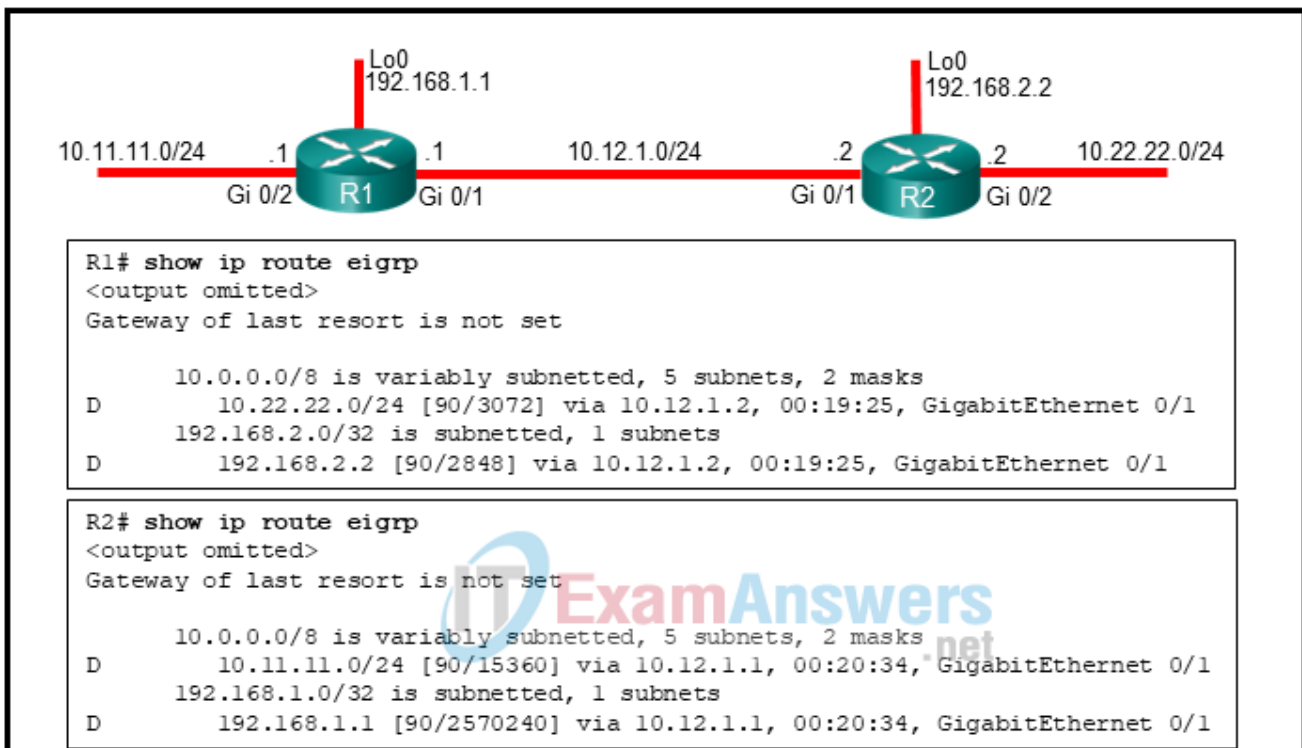 Lo0
192.168.1.1
Lo0
192.168.2.2
10.11.11.0/24 .1 .1 10.12.1.0/24 .2 .2 10.22.22.0/24
Gi 0/2 R1 Gi 0/1 Gi 0/1 R2 Gi 0/2
R1# show ip route eigrp
<output omitted>
Gateway of last resort is not set
10.0.0.0/8 is variably subnetted, 5 subnets, 2 masks
D 10.22.22.0/24 [90/3072] via 10.12.1.2, 00:19:25, GigabitEthernet 0/1
192.168.2.0/32 is subnetted, 1 subnets
D 192.168.2.2 [90/2848] via 10.12.1.2, 00:19:25, GigabitEthernet 0/1
R2# show ip route eigrp
<output omitted>
Gateway of last resort is not set
ITExamAnswers.net
10.0.0.0/8 is variably subnetted, 5 subnets, 2 masks
D 10.11.11.0/24 [90/15360] via 10.12.1.1, 00:20:34, GigabitEthernet 0/1
192.168.1.0/32 is subnetted, 1 subnets
D 192.168.1.1 [90/2570240] via 10.12.1.1, 00:20:34, GigabitEthernet 0/1